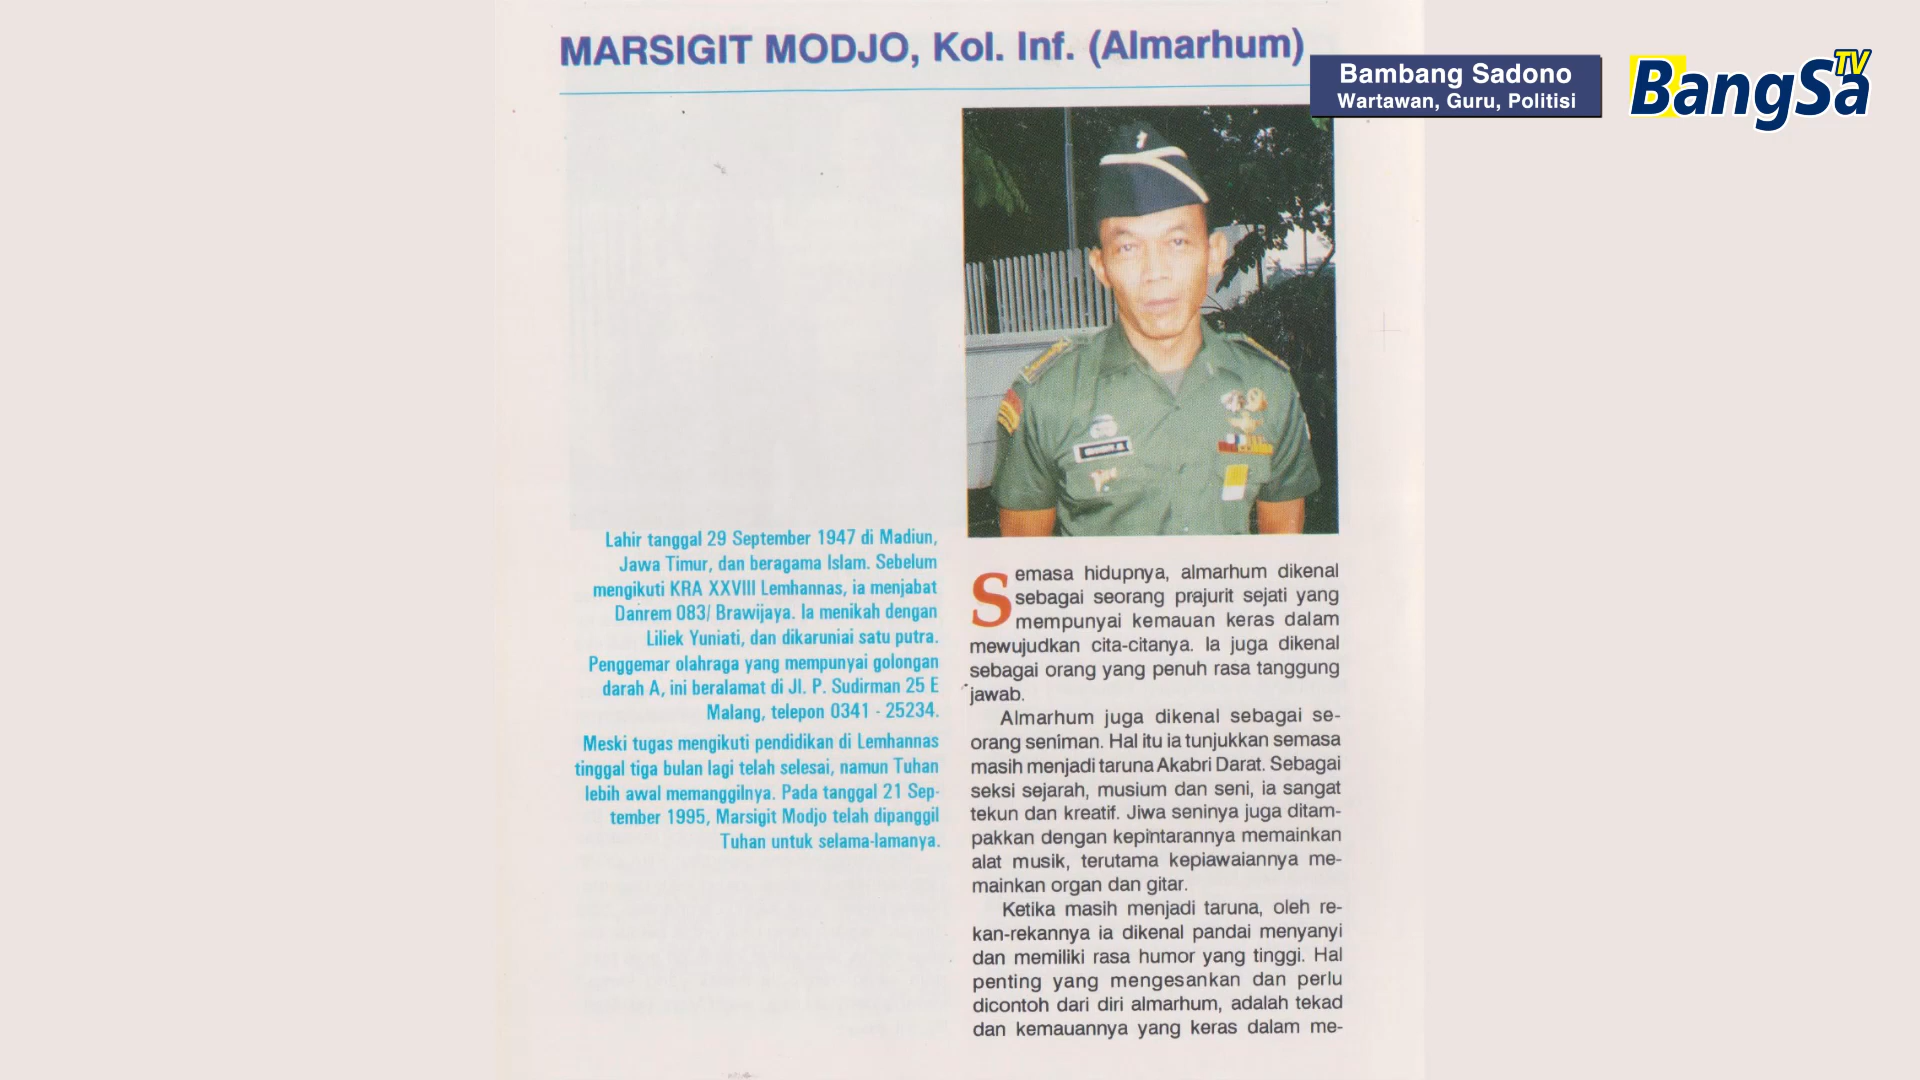 MARSIGIT MODJO, Kol. Inf. (Almarhum)
Bambang Sadono
Wartawan, Guru, Politisi
BangSa TV
Lahir tanggal 29 September 1947 di Madiun,
Jawa Timur, dan beragama Islam. Sebelum
mengikuti KRA XXVIII Lemhannas, ia menjabat
Danrem 083/ Brawijaya. Ia menikah dengan
Liliek Yuniati, dan dikaruniai satu putra.
Penggemar olahraga yang mempunyai golongan
darah A, ini beralamat di Jl. P. Sudirman 25 E
Malang, telepon 0341 - 25234.
Meski tugas mengikuti pendidikan di Lemhannas
tinggal tiga bulan lagi telah selesai, namun Tuhan
lebih awal memanggilnya. Pada tanggal 21 Sep-
tember 1995, Marsigit Modjo telah dipanggil
Tuhan untuk selama-lamanya.
Semasa hidupnya, almarhum dikenal
sebagai seorang prajurit sejati yang
mempunyai kemauan keras dalam
mewujudkan cita-citanya. Ia juga dikenal
sebagai orang yang penuh rasa tanggung
jawab.
Almarhum juga dikenal sebagai se-
orang seniman. Hal itu ia tunjukkan semasa
masih menjadi taruna Akabri Darat. Sebagai
seksi sejarah, musium dan seni, ia sangat
tekun dan kreatif. Jiwa seninya juga ditam-
pakkan dengan kepintarannya memainkan
alat musik, terutama kepiawaiannya me-
mainkan organ dan gitar.
Ketika masih menjadi taruna, oleh re-
kan-rekannya ia dikenal pandai menyanyi
dan memiliki rasa humor yang tinggi. Hal
penting yang mengesankan dan perlu
dicontoh dari diri almarhum, adalah tekad
dan kemauannya yang keras dalam me-